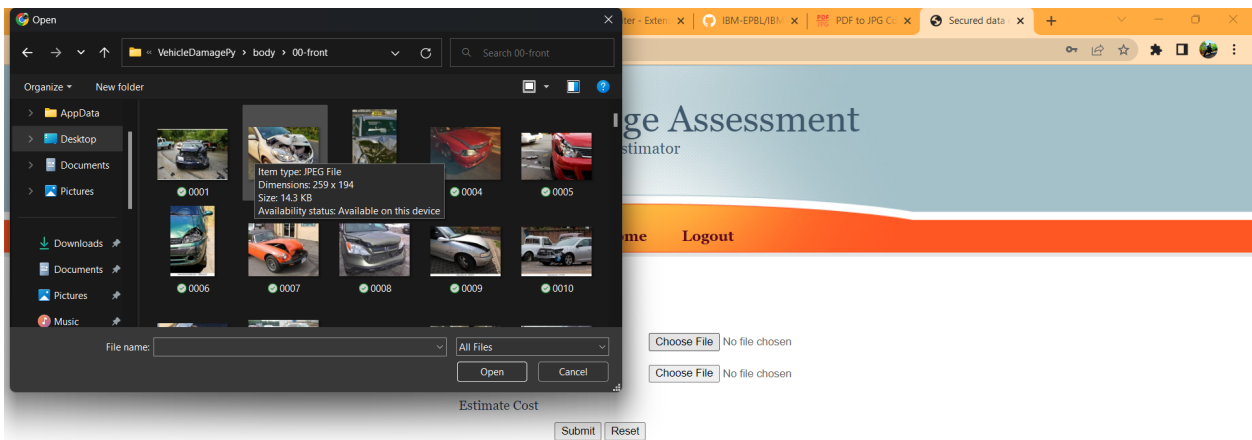 Open
ter - Exten
IBM-EPBL/IBM
PDF to JPG Co
Secured data
« VehicleDamagePy > body > 00-front
Search 00-front
Organize
New folder
ge Assessment
stimator
AppData
Desktop
Documents
Pictures
Item type: JPEG File
Dimensions: 259 x 194
Size: 14.3 KB
Availability status: Available on this device
0001
0004
0005
me
Logout
Downloads
Documents
Pictures
Music
0006
0007
0008
0009
0010
File name:
All Files
Open
Cancel
Choose File No file chosen
Choose File No file chosen
Estimate Cost
Submit
Reset